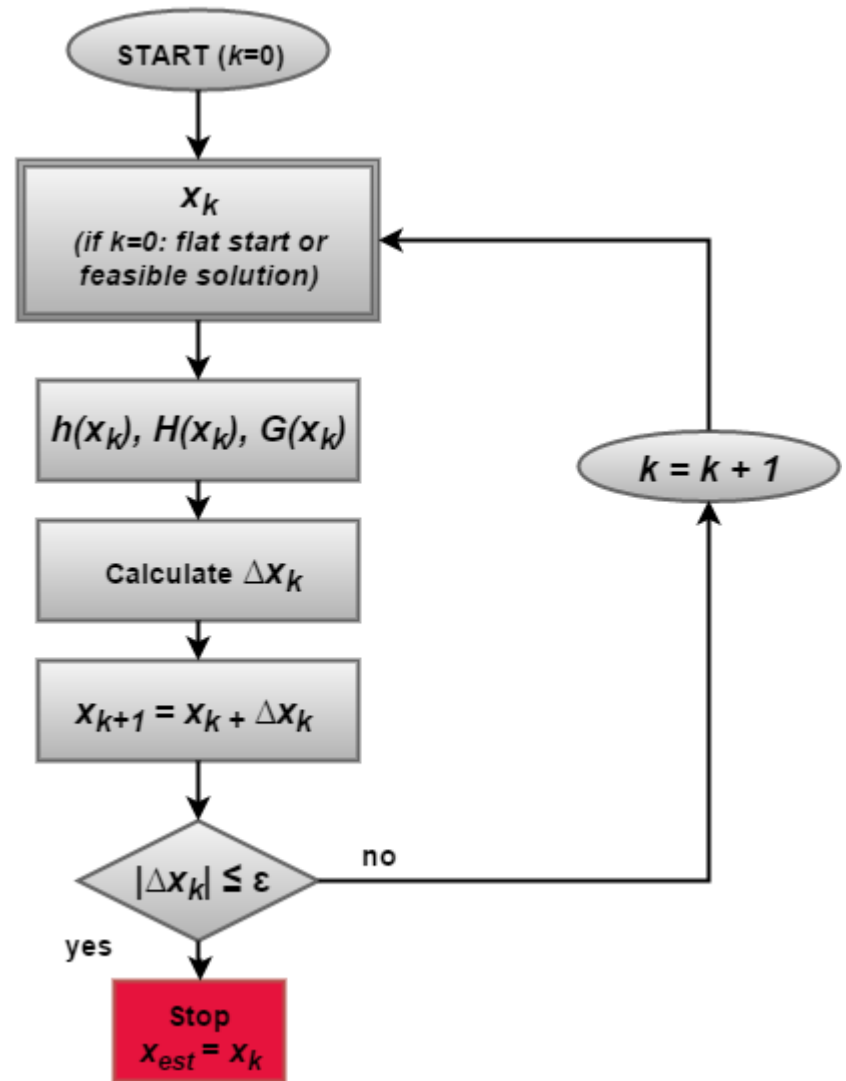 START (k=0)
xₖ
(if k=0: flat start or
feasible solution)
h(xₖ), H(xₖ), G(xₖ)
k = k + 1
Calculate Δxₖ
xₖ₊₁ = xₖ + Δxₖ
|Δxₖ| ≤ ε
no
yes
Stop
x_est = xₖ